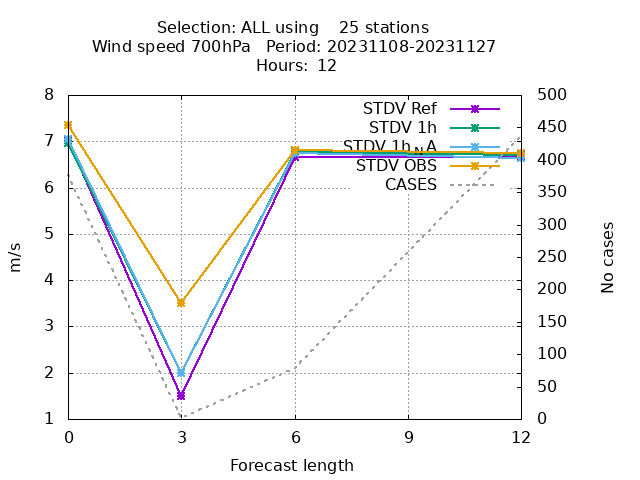 Selection: ALL using    25 stations
Wind speed 700hPa   Period: 20231108-20231127
Hours: 12
8
7
6
5
4
3
2
1
m/s
STDV Ref
STDV 1h
STDV 1h_NA
STDV OBS
CASES
500
450
400
350
300
250
200
150
100
50
0
No cases
0
3
6
9
12
Forecast length